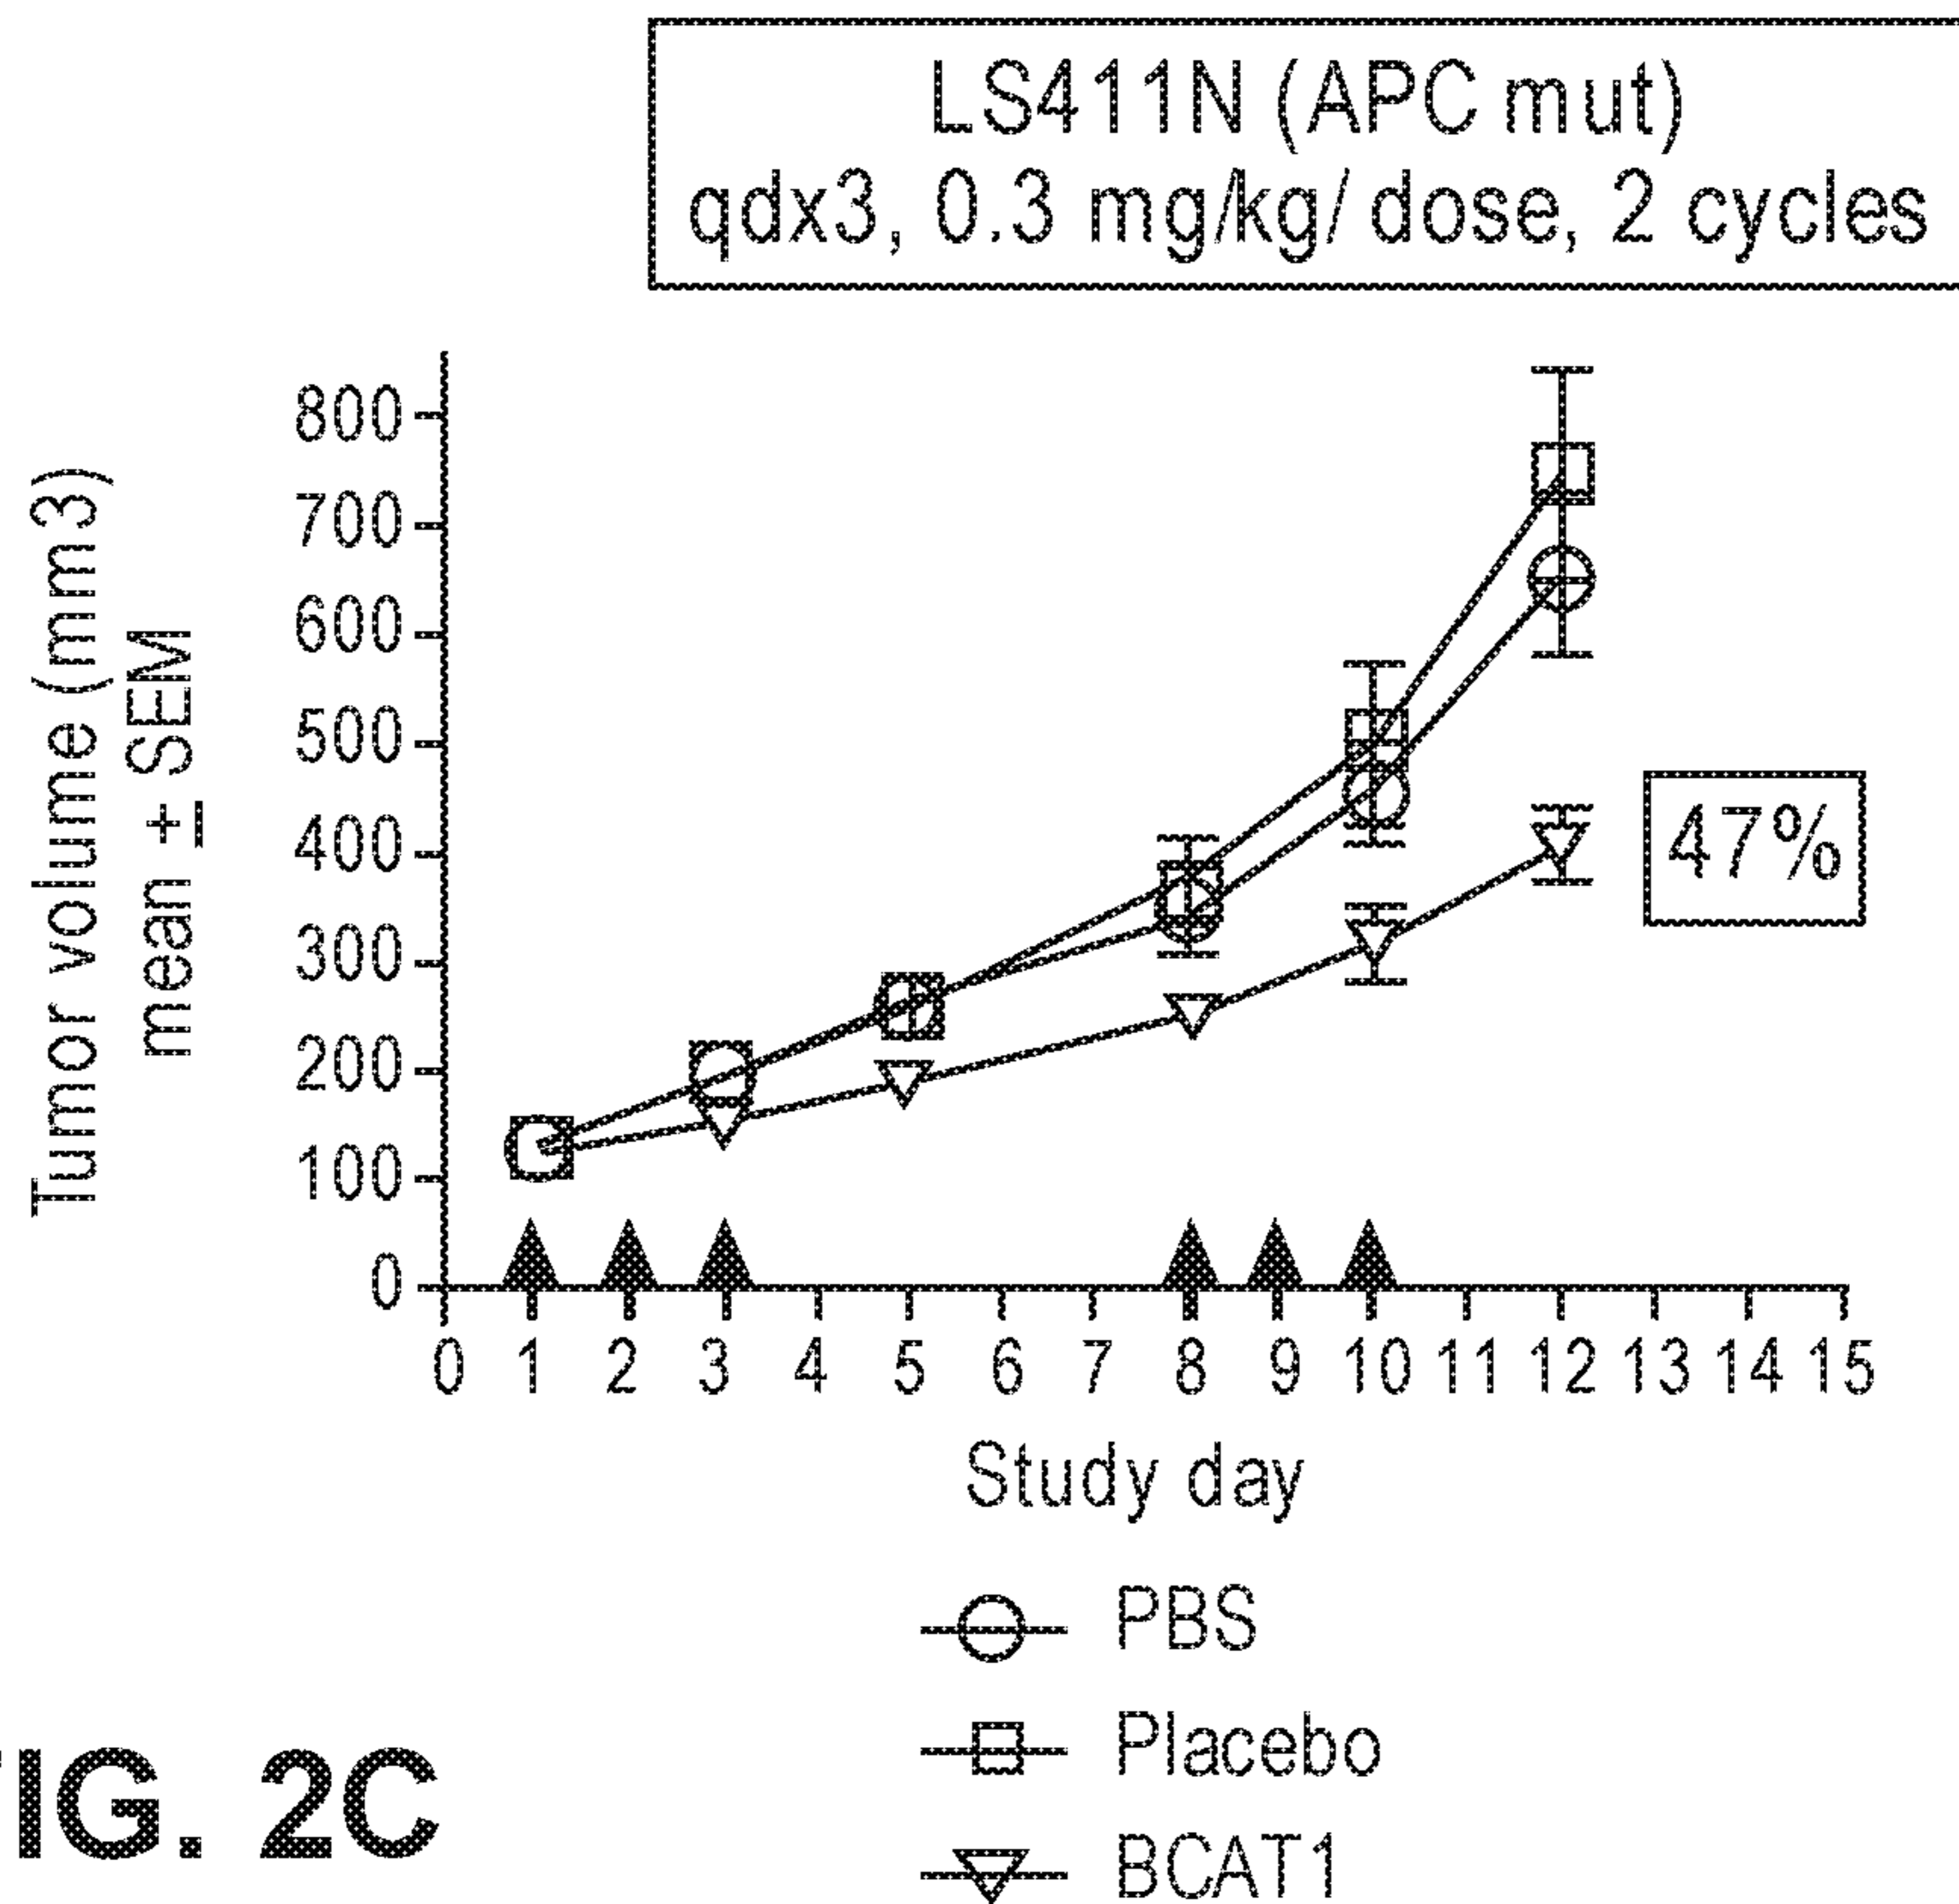 LS411N (APC mut)
qdx3, 0.3 mg/kg/ dose, 2 cycles
Tumor volume (mm3)
mean ± SEM
800
700
600
500
400
300
200
100
0
47%
0 1 2 3 4 5 6 7 8 9 10 11 12 13 14 15
Study day
PBS
Placebo
BCAT1
IG. 2C